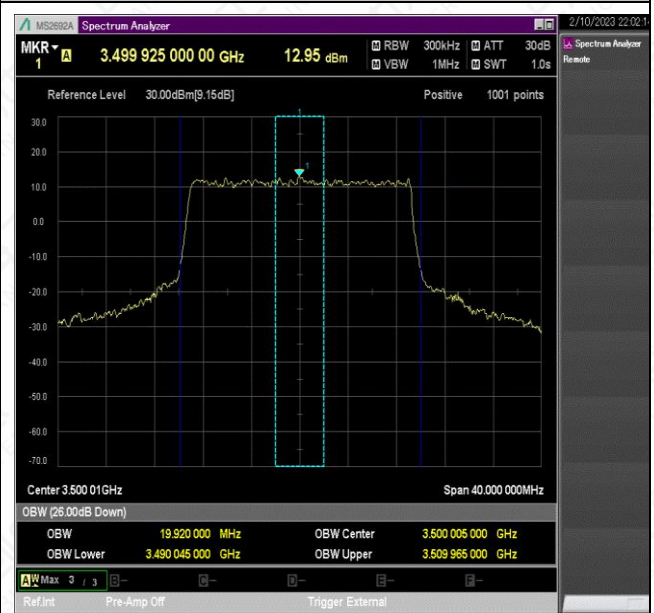 MS2692A Spectrum Analyzer 2/10/2023 22:02:1
MKR 1 A 3.499 925 000 00 GHz 12.95 dBm M RBW 300kHz M ATT 30dB
M VBW 1MHz M SWT 1.0s
Spectrum Analyzer
Remote
Reference Level 30.00dBm[9.15dB] Positive 1001 points
1
30.0
20.0
1
10.0
0.0
-10.0
-20.0
-30.0
-40.0
-50.0
-60.0
-70.0
Center 3.500 01GHz Span 40.000 000MHz
OBW (26.00dB Down)
OBW 19.920 000 MHz OBW Center 3.500 005 000 GHz
OBW Lower 3.490 045 000 GHz OBW Upper 3.509 965 000 GHz
A W Max 3 / 3 B- C- D- E- F-
Ref.Int Pre-Amp Off Trigger External